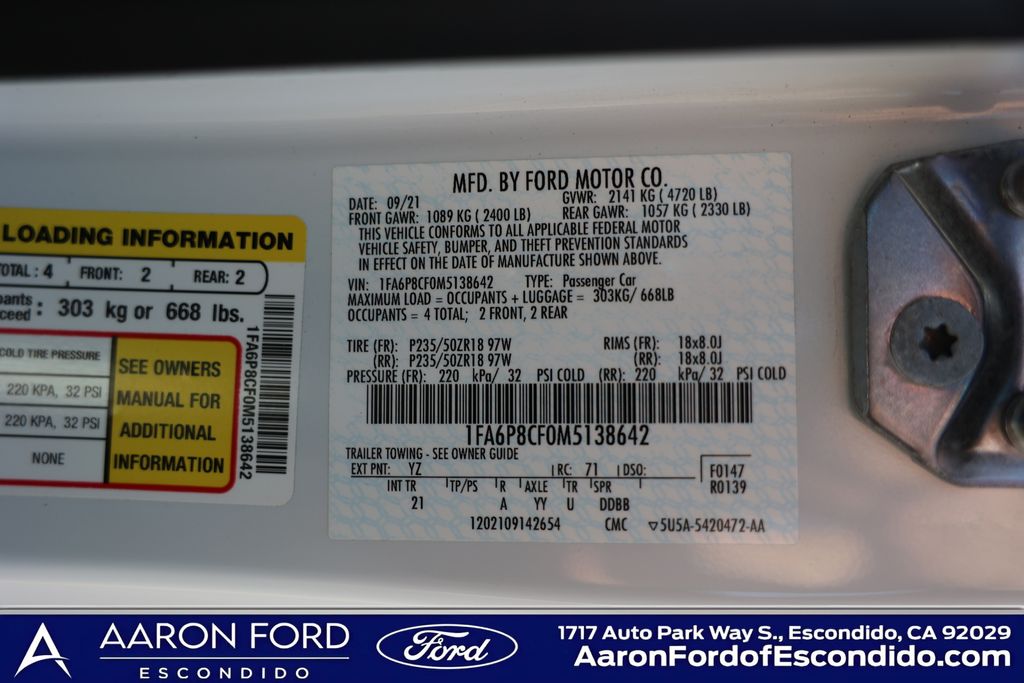 LOADING INFORMATION
TOTAL : 4 FRONT: 2 REAR: 2
303 kg or 668 lbs.
COLD TIRE PRESSURE
220 KPA, 32 PSI
220 KPA, 32 PSI
NONE
SEE OWNERS
MANUAL FOR
ADDITIONAL
INFORMATION
1FA6P8CF0M5138642
MFD. BY FORD MOTOR CO.
DATE: 09/21 GVWR: 2141 KG ( 4720 LB)
FRONT GAWR: 1089 KG ( 2400 LB) REAR GAWR: 1057 KG ( 2330 LB)
THIS VEHICLE CONFORMS TO ALL APPLICABLE FEDERAL MOTOR
VEHICLE SAFETY, BUMPER, AND THEFT PREVENTION STANDARDS
IN EFFECT ON THE DATE OF MANUFACTURE SHOWN ABOVE.
VIN: 1FA6P8CF0M5138642 TYPE: Passenger Car
MAXIMUM LOAD = OCCUPANTS + LUGGAGE = 303KG/ 668LB
OCCUPANTS = 4 TOTAL; 2 FRONT, 2 REAR
TIRE (FR): P235/50ZR18 97W RIMS (FR): 18x8.0J
(RR): P235/50ZR18 97W (RR): 18x8.0J
PRESSURE (FR): 220 kPa/ 32 PSI COLD (RR): 220 kPa/ 32 PSI COLD
1FA6P8CF0M5138642
TRAILER TOWING - SEE OWNER GUIDE
EXT PNT: YZ RC: 71 DSO: F0147
R0139
INT TR TP/PS R AXLE TR SPR
21 A YY U DDBB
1202109142654 CMC ▽5U5A-5420472-AA
AARON FORD
ESCONDIDO
Ford
1717 Auto Park Way S., Escondido, CA 92029
AaronFordofEscondido.com